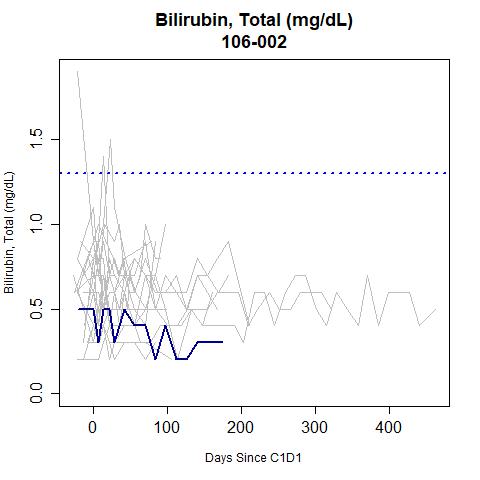 Bilirubin, Total (mg/dL)
106-002
Bilirubin, Total (mg/dL)
1.5
1.0
0.5
0.0
0 100 200 300 400
Days Since C1D1